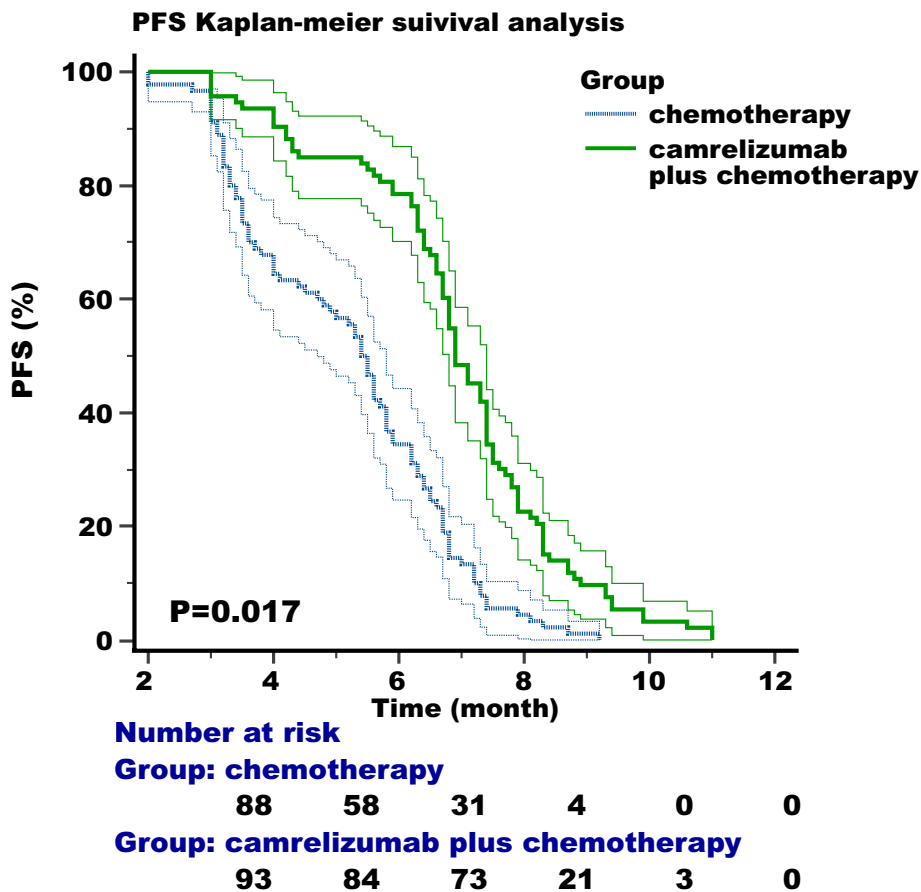 PFS Kaplan-meier suivival analysis
Group
chemotherapy
camrelizumab
plus chemotherapy
PFS (%)
100
80
60
40
20
0
P=0.017
2 4 6 8 10 12
Time (month)
Number at risk
Group: chemotherapy
88 58 31 4 0 0
Group: camrelizumab plus chemotherapy
93 84 73 21 3 0